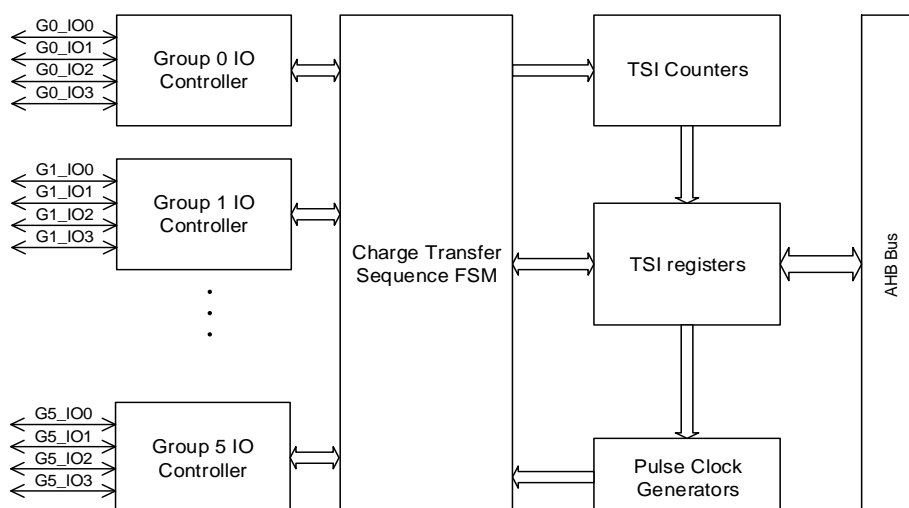 G0_IO0
G0_IO1
G0_IO2
G0_IO3
Group 0 IO
Controller
G1_IO0
G1_IO1
G1_IO2
G1_IO3
Group 1 IO
Controller
G5_IO0
G5_IO1
G5_IO2
G5_IO3
Group 5 IO
Controller
Charge Transfer
Sequence FSM
TSI Counters
TSI registers
Pulse Clock
Generators
AHB Bus